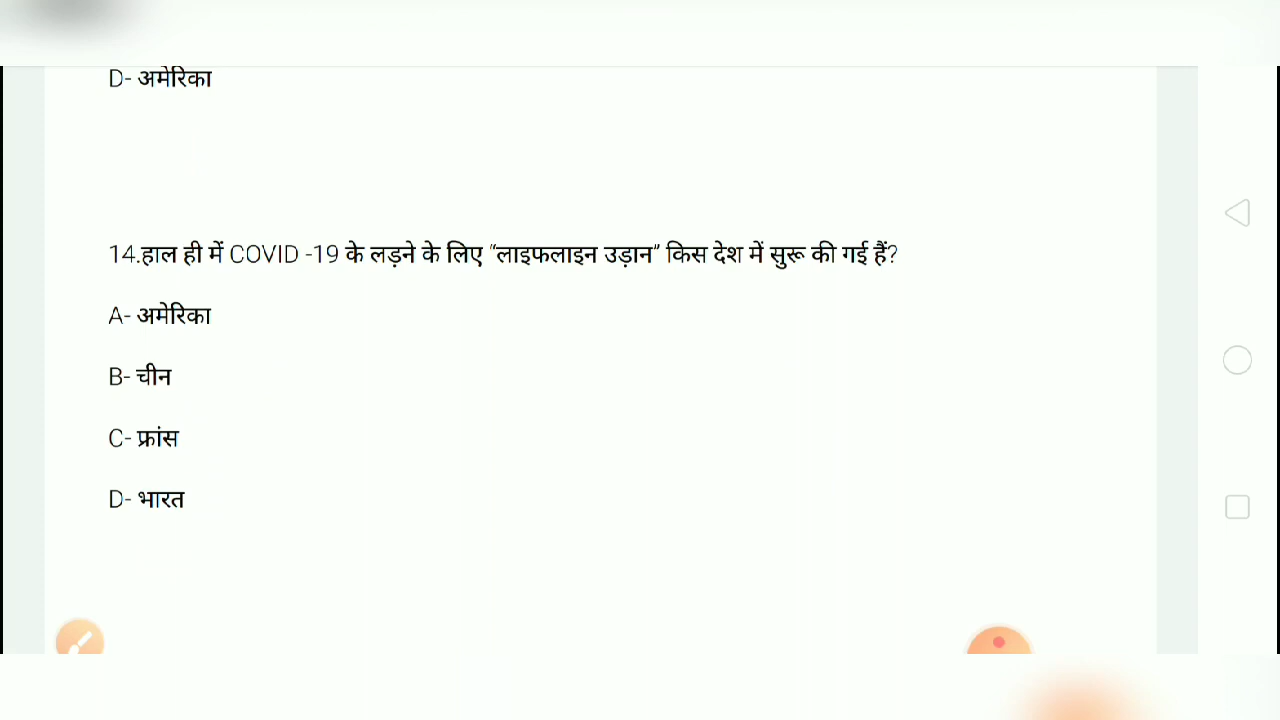 D- अमेरिका
14.हाल ही में COVID -19 के लड़ने के लिए “लाइफलाइन उड़ान” किस देश में सुरू की गई हैं?
A- अमेरिका
B- चीन
C- फ्रांस
D- भारत